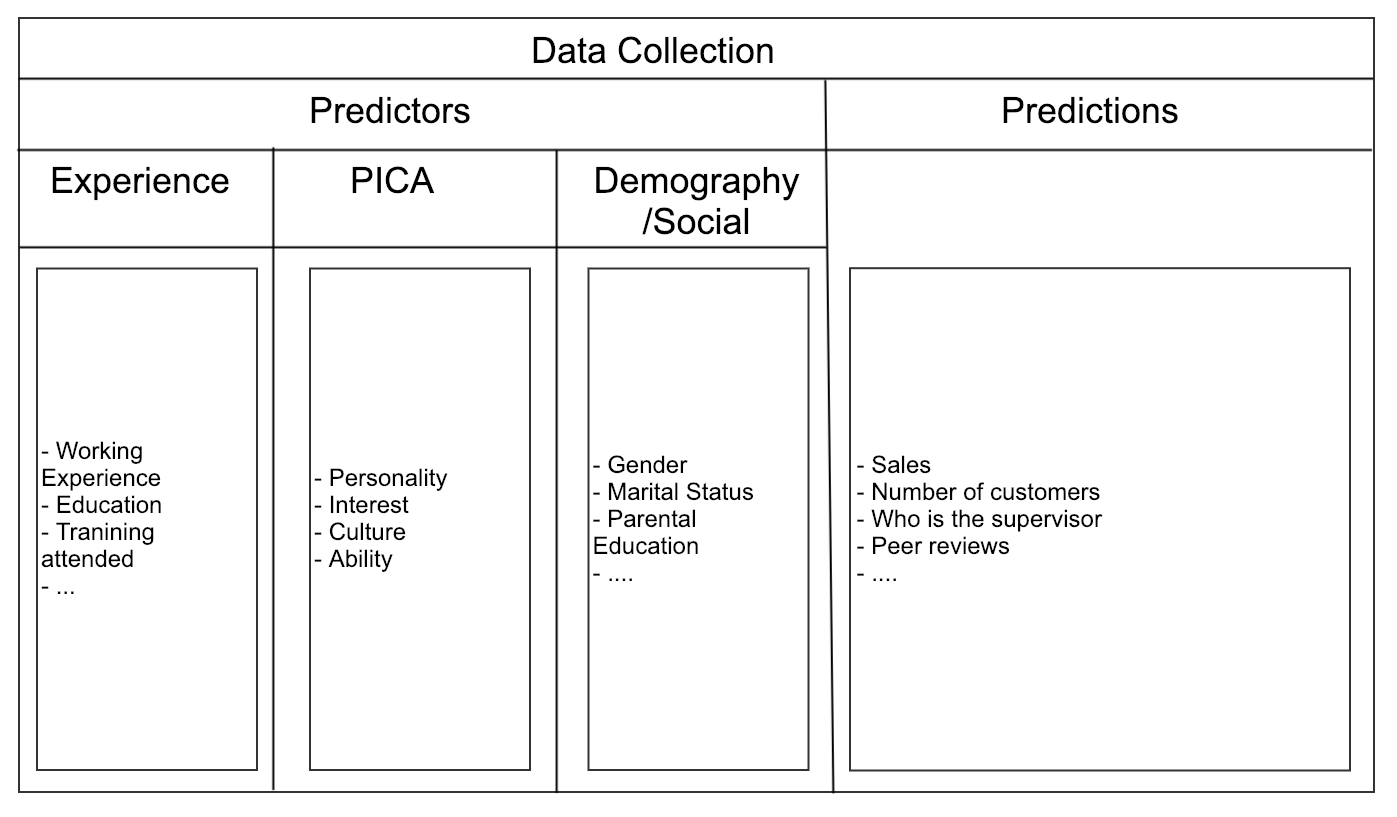 Data Collection
Predictors
Predictions
Experience
PICA
Demography
/Social
- Working
Experience
- Education
- Tranining
attended
- ...
- Personality
- Interest
- Culture
- Ability
- Gender
- Marital Status
- Parental
Education
- ....
- Sales
- Number of customers
- Who is the supervisor
- Peer reviews
- ....